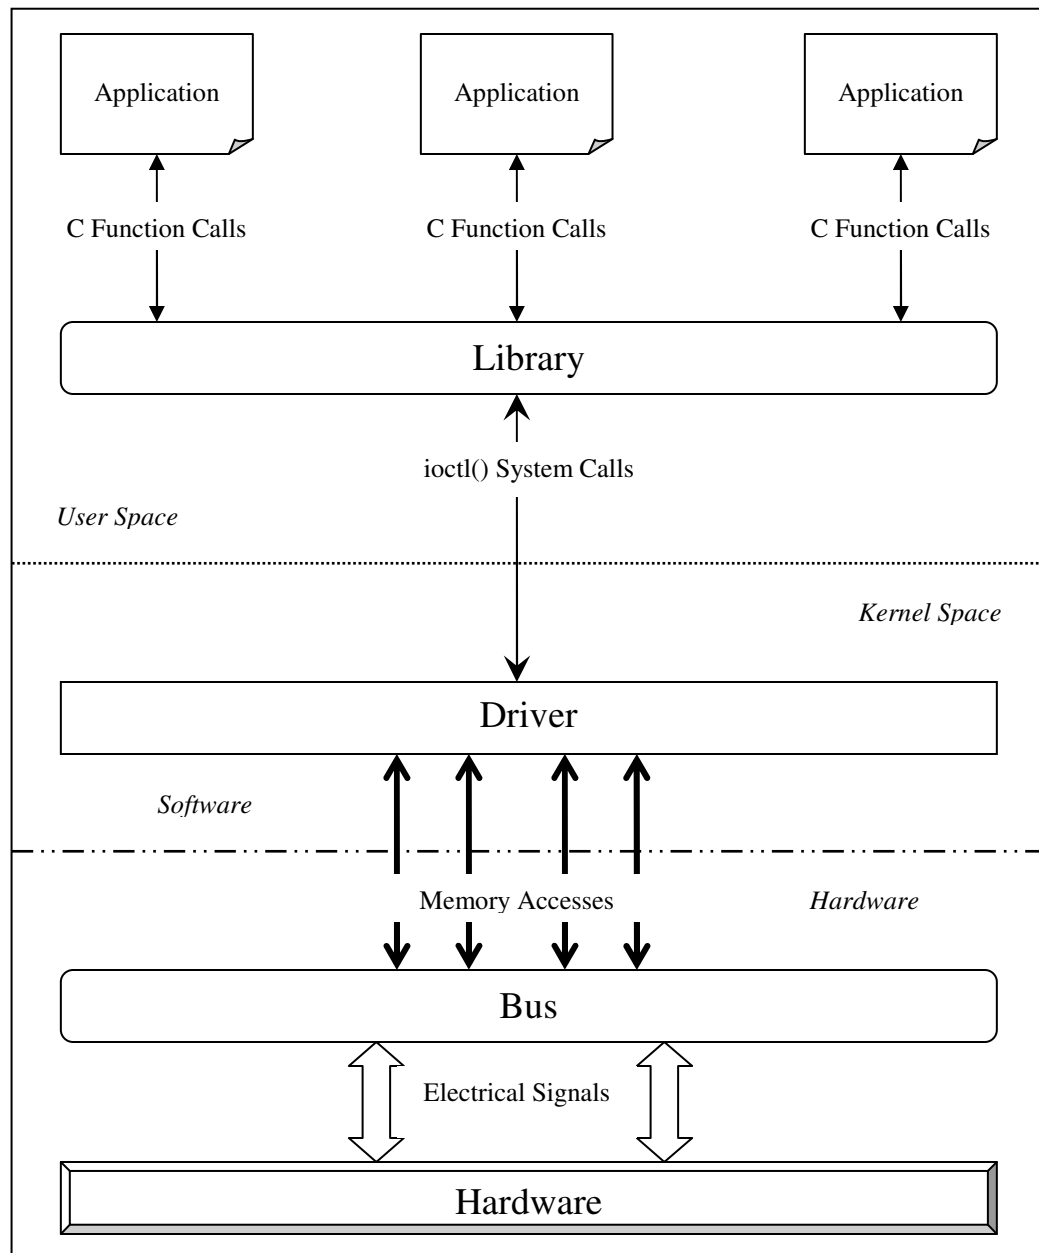 Application
Application
Application
C Function Calls
C Function Calls
C Function Calls
Library
ioctl() System Calls
User Space
Kernel Space
Driver
Software
Memory Accesses
Hardware
Bus
Electrical Signals
Hardware